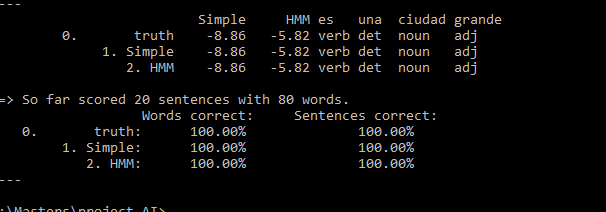 ---
Simple HMM es una ciudad grande
0. truth -8.86 -5.82 verb det noun adj
1. Simple -8.86 -5.82 verb det noun adj
2. HMM -8.86 -5.82 verb det noun adj
=> So far scored 20 sentences with 80 words.
Words correct: Sentences correct:
0. truth: 100.00% 100.00%
1. Simple: 100.00% 100.00%
2. HMM: 100.00% 100.00%
---
:\Masters\project AI>